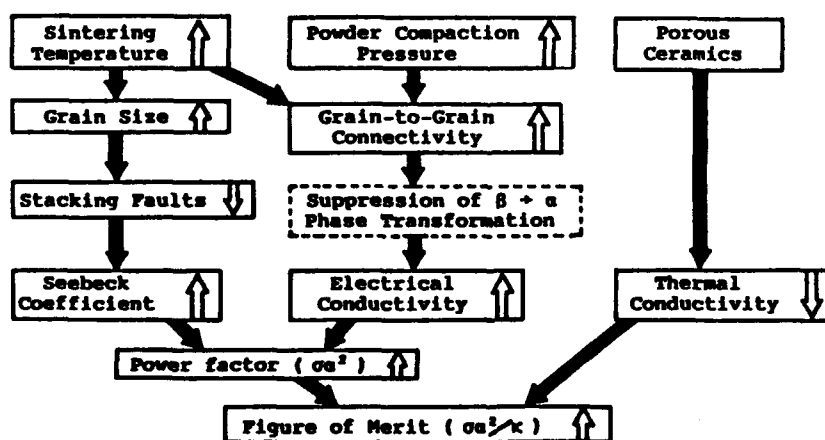 Sintering
Temperature
Powder Compaction
Pressure
Porous
Ceramics
Grain Size
Grain-to-Grain
Connectivity
Stacking Faults
Suppression of β + α
Phase Transformation
Seebeck
Coefficient
Electrical
Conductivity
Thermal
Conductivity
Power factor ( σα² )
Figure of Merit ( σα²/κ )